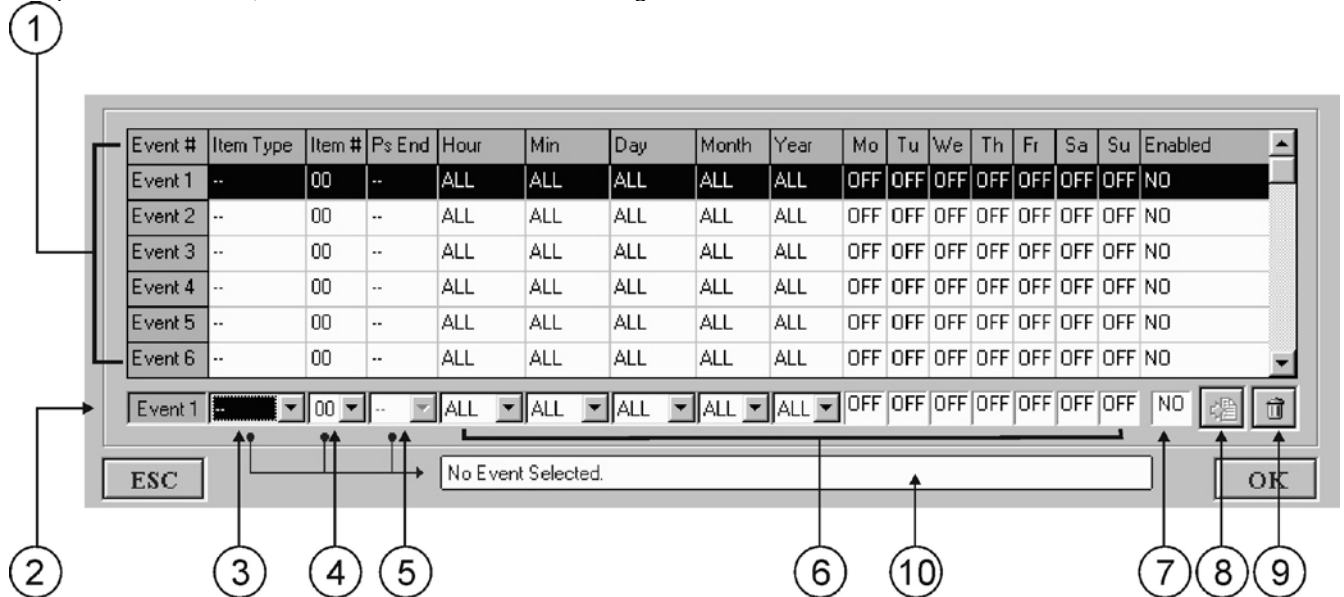 1
Event # Item Type Item # Ps End Hour Min Day Month Year Mo Tu We Th Fr Sa Su Enabled
Event 1 -- 00 -- ALL ALL ALL ALL ALL OFF OFF OFF OFF OFF OFF OFF NO
Event 2 -- 00 -- ALL ALL ALL ALL ALL OFF OFF OFF OFF OFF OFF OFF NO
Event 3 -- 00 -- ALL ALL ALL ALL ALL OFF OFF OFF OFF OFF OFF OFF NO
Event 4 -- 00 -- ALL ALL ALL ALL ALL OFF OFF OFF OFF OFF OFF OFF NO
Event 5 -- 00 -- ALL ALL ALL ALL ALL OFF OFF OFF OFF OFF OFF OFF NO
Event 6 -- 00 -- ALL ALL ALL ALL ALL OFF OFF OFF OFF OFF OFF OFF NO
Event 1 -- 00 -- ALL ALL ALL ALL ALL OFF OFF OFF OFF OFF OFF OFF NO
ESC No Event Selected. OK
2 3 4 5 6 10 7 8 9